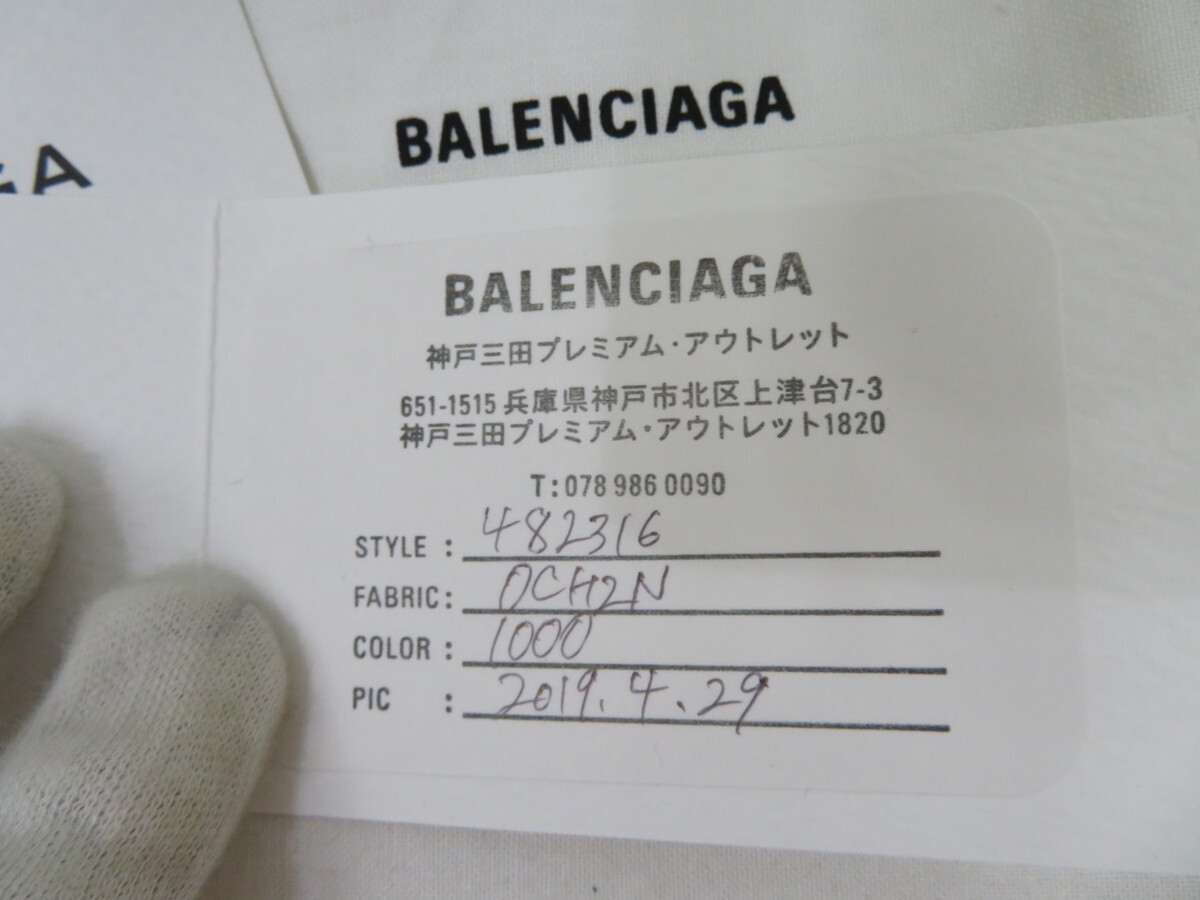 BALENCIAGA
GA
BALENCIAGA
神戸三田プレミアム・アウトレット
651-1515 兵庫県神戸市北区上津台7-3
神戸三田プレミアム・アウトレット1820
T:078 986 0090
STYLE : 482316
FABRIC: 0CH2N
COLOR : 1000
PIC : 2019.4.29